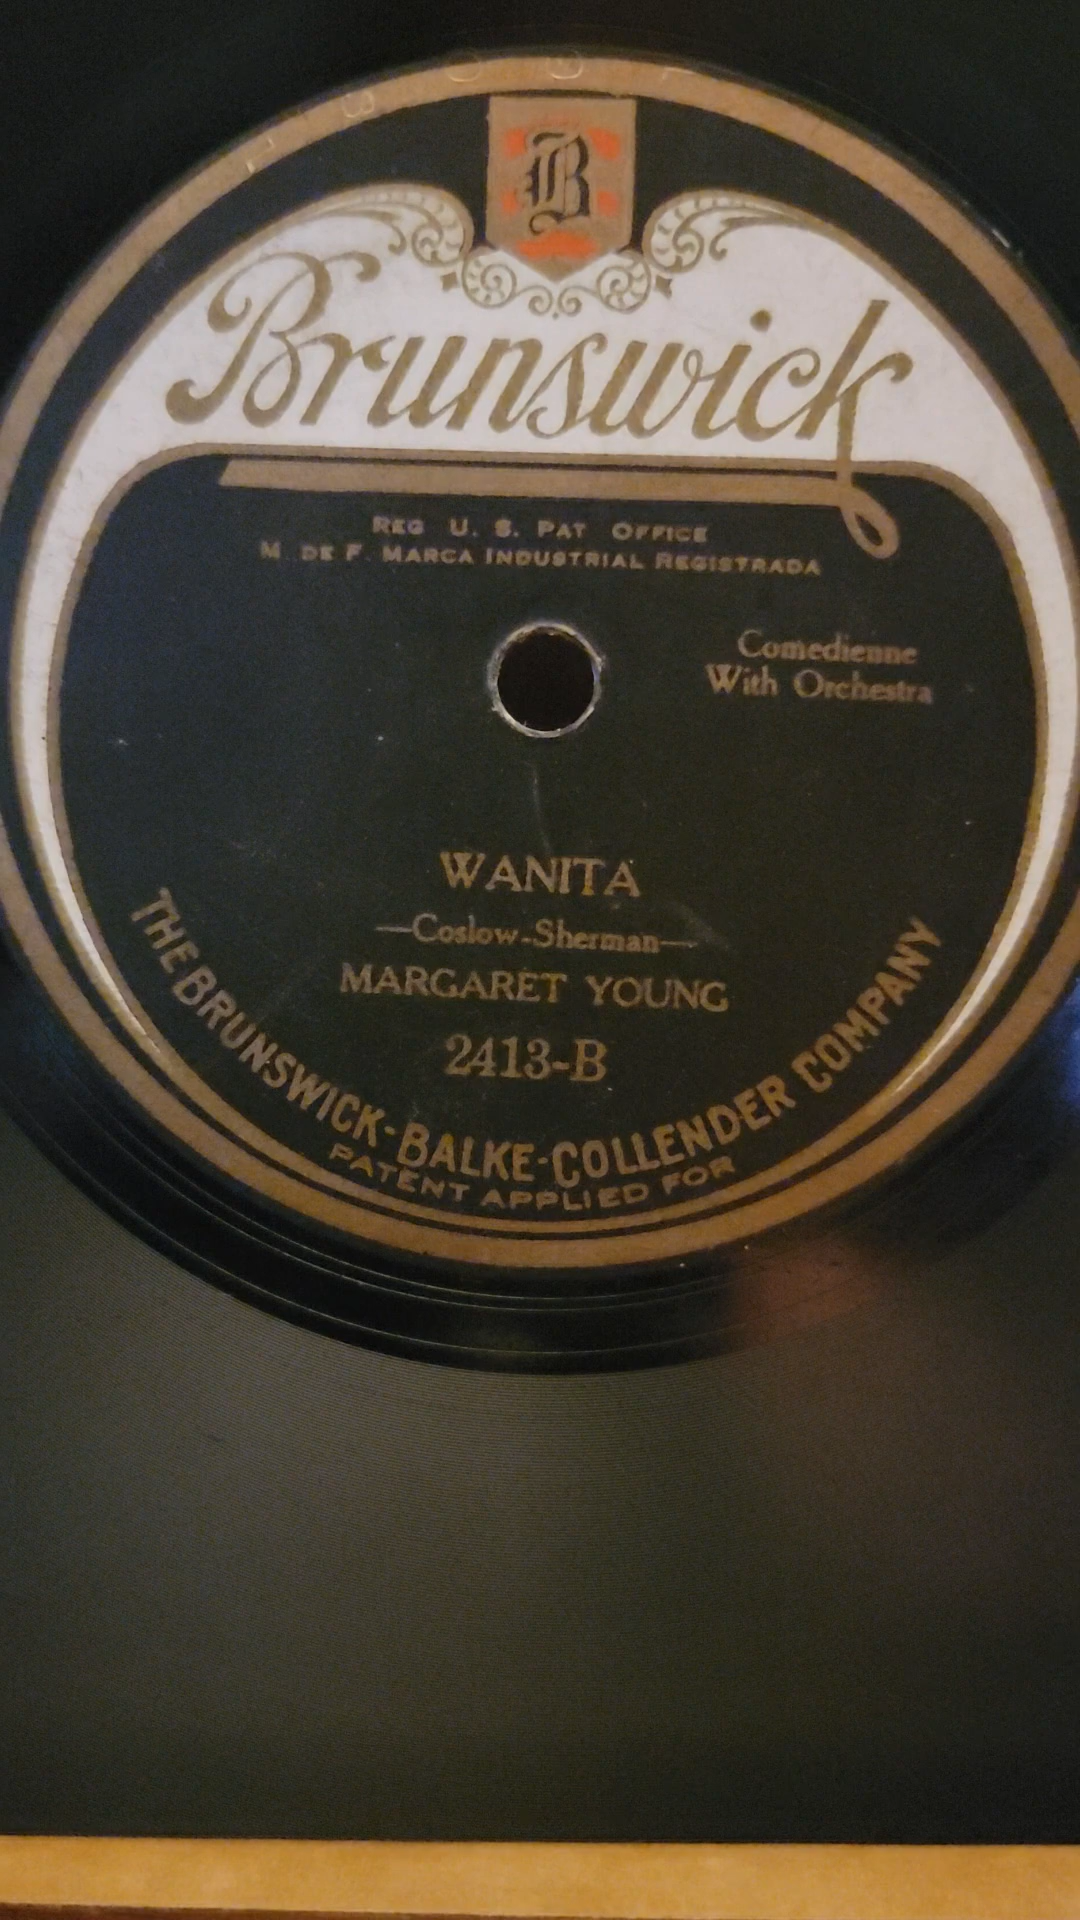 B
Brunswick
REG U. S. PAT OFFICE
M DE F. MARCA INDUSTRIAL REGISTRADA
Comedienne
With Orchestra
WANITA
—Coslow-Sherman—
MARGARET YOUNG
2413-B
THE BRUNSWICK-BALKE-COLLENDER COMPANY
PATENT APPLIED FOR